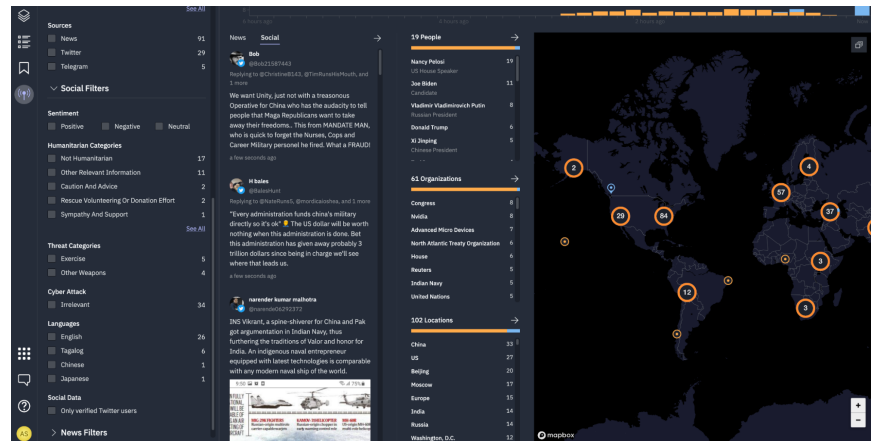 See All
6 hours ago
3 hours ago
Now
Sources
News 91
Twitter 29
Telegram 5
Social Filters
Sentiment
Positive Negative Neutral
Humanitarian Categories
Not Humanitarian 17
Other Relevant Information 11
Caution And Advice 2
Rescue Volunteering Or Donation Effort 2
Sympathy And Support 1
See All
Threat Categories
Exercise 5
Other Weapons 4
Cyber Attack
Irrelevant 34
Languages
English 26
Tagalog 6
Chinese 1
Japanese 1
Social Data
Only verified Twitter users
News Filters
AS
News Social
Bob
@Bob21587443
Replying to @ChristineB143, @TimRuneHisMouth, and
1 more
We want Unity, just not with a treasonous
Operative for China who has the audacity to tell
people that Maga Republicans want to take
away their freedoms.. This from MANDATE MAN,
who is quick to forget the Nurses, Cops and
Career Military personel he fired. What a FRAUD!
a few seconds ago
H bales
@BalesHunt
Replying to @NateRunsS, @mordicaioshea, and 1 more
"Every administration funds china's military
directly so it's ok" The US dollar will be worth
nothing when this administration is done. Bet
this administration has given away probably 3
trillion dollars since being in charge we'll see
where that leads us.
a few seconds ago
narender kumar malhotra
@narende06293372
INS Vikrant, a spine-shiverer for China and Pak
got argumentation in Indian Navy, thus
furthering the traditions of Valor and honor for
India. An indigenous naval entrepreneur
equipped with latest technologies is comparable
with any modern naval ship of the world.
MIG-29K FIGHTERS
KAMOV HELICOPTER
19 People
Nancy Pelosi 19
US House Speaker
Joe Biden 11
Candidate
Vladimir Vladimirovich Putin 8
Russian President
Donald Trump 6
Xi Jinping 5
Chinese President
61 Organizations
Congress 8
Nvidia 8
Advanced Micro Devices 7
North Atlantic Treaty Organization 6
House 6
Reuters 5
Indian Navy 5
United Nations 5
102 Locations
China 33
US 27
Beijing 20
Moscow 17
Europe 15
India 14
Russia 14
Washington, D.C. 12
2
4
57
29
84
37
3
12
3
+
−
mapbox